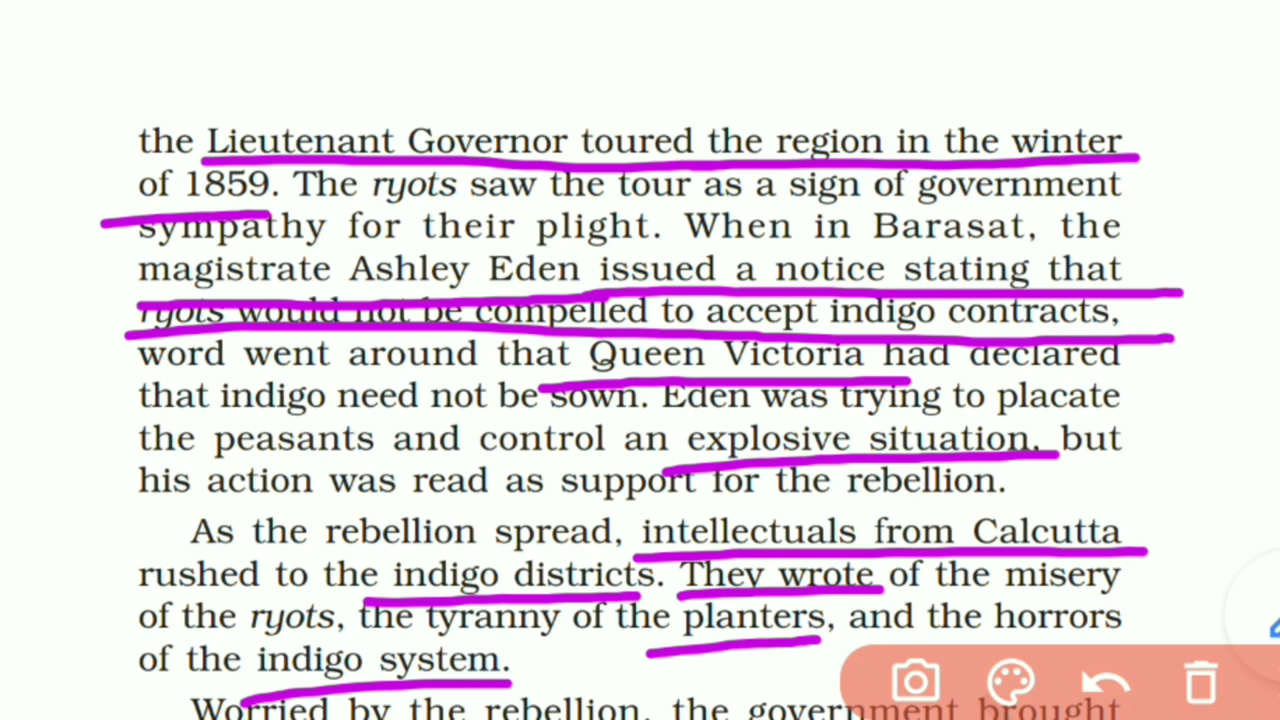 the Lieutenant Governor toured the region in the winter
of 1859. The ryots saw the tour as a sign of government
sympathy for their plight. When in Barasat, the
magistrate Ashley Eden issued a notice stating that
ryots would not be compelled to accept indigo contracts,
word went around that Queen Victoria had declared
that indigo need not be sown. Eden was trying to placate
the peasants and control an explosive situation, but
his action was read as support for the rebellion.
As the rebellion spread, intellectuals from Calcutta
rushed to the indigo districts. They wrote of the misery
of the ryots, the tyranny of the planters, and the horrors
of the indigo system.
Worried by the rebellion, the government brought